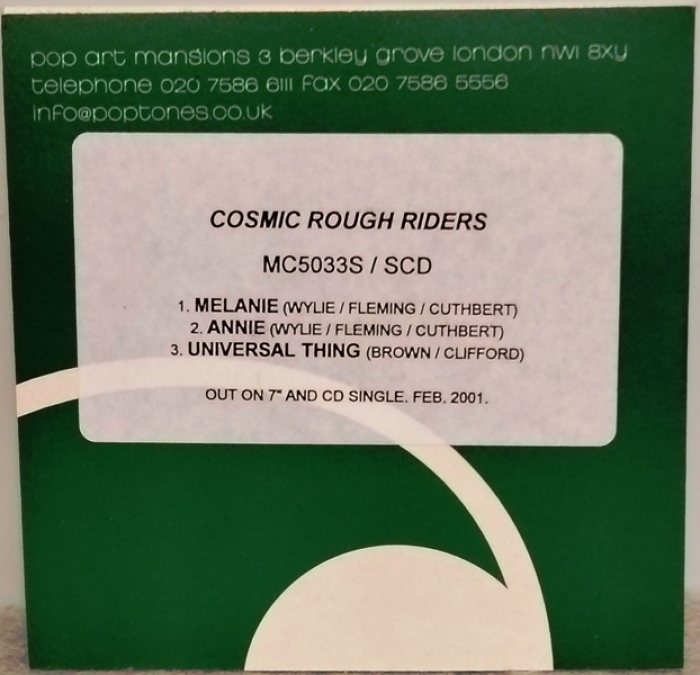 pop art mansions 3 berkley grove london nw1 8xy
telephone 020 7586 6111 fax 020 7586 5556
info@poptones.co.uk
COSMIC ROUGH RIDERS
MC5033S / SCD
1. MELANIE (WYLIE / FLEMING / CUTHBERT)
2. ANNIE (WYLIE / FLEMING / CUTHBERT)
3. UNIVERSAL THING (BROWN / CLIFFORD)
OUT ON 7" AND CD SINGLE. FEB. 2001.